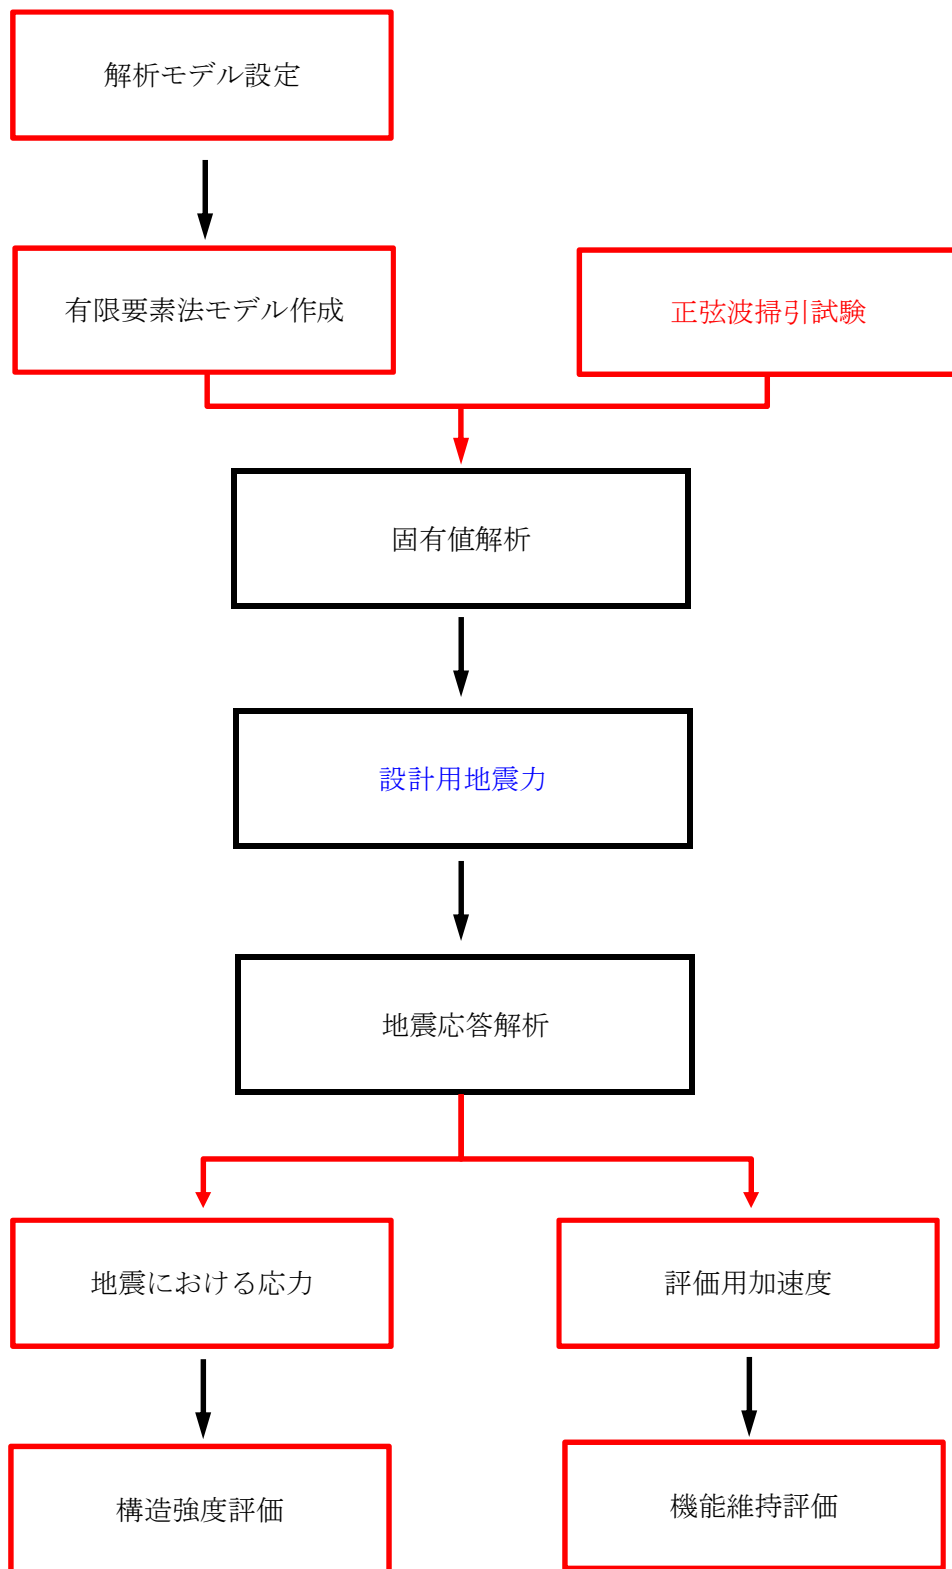 解析モデル設定
有限要素法モデル作成
正弦波掃引試験
固有値解析
設計用地震力
地震応答解析
地震における応力
評価用加速度
構造強度評価
機能維持評価